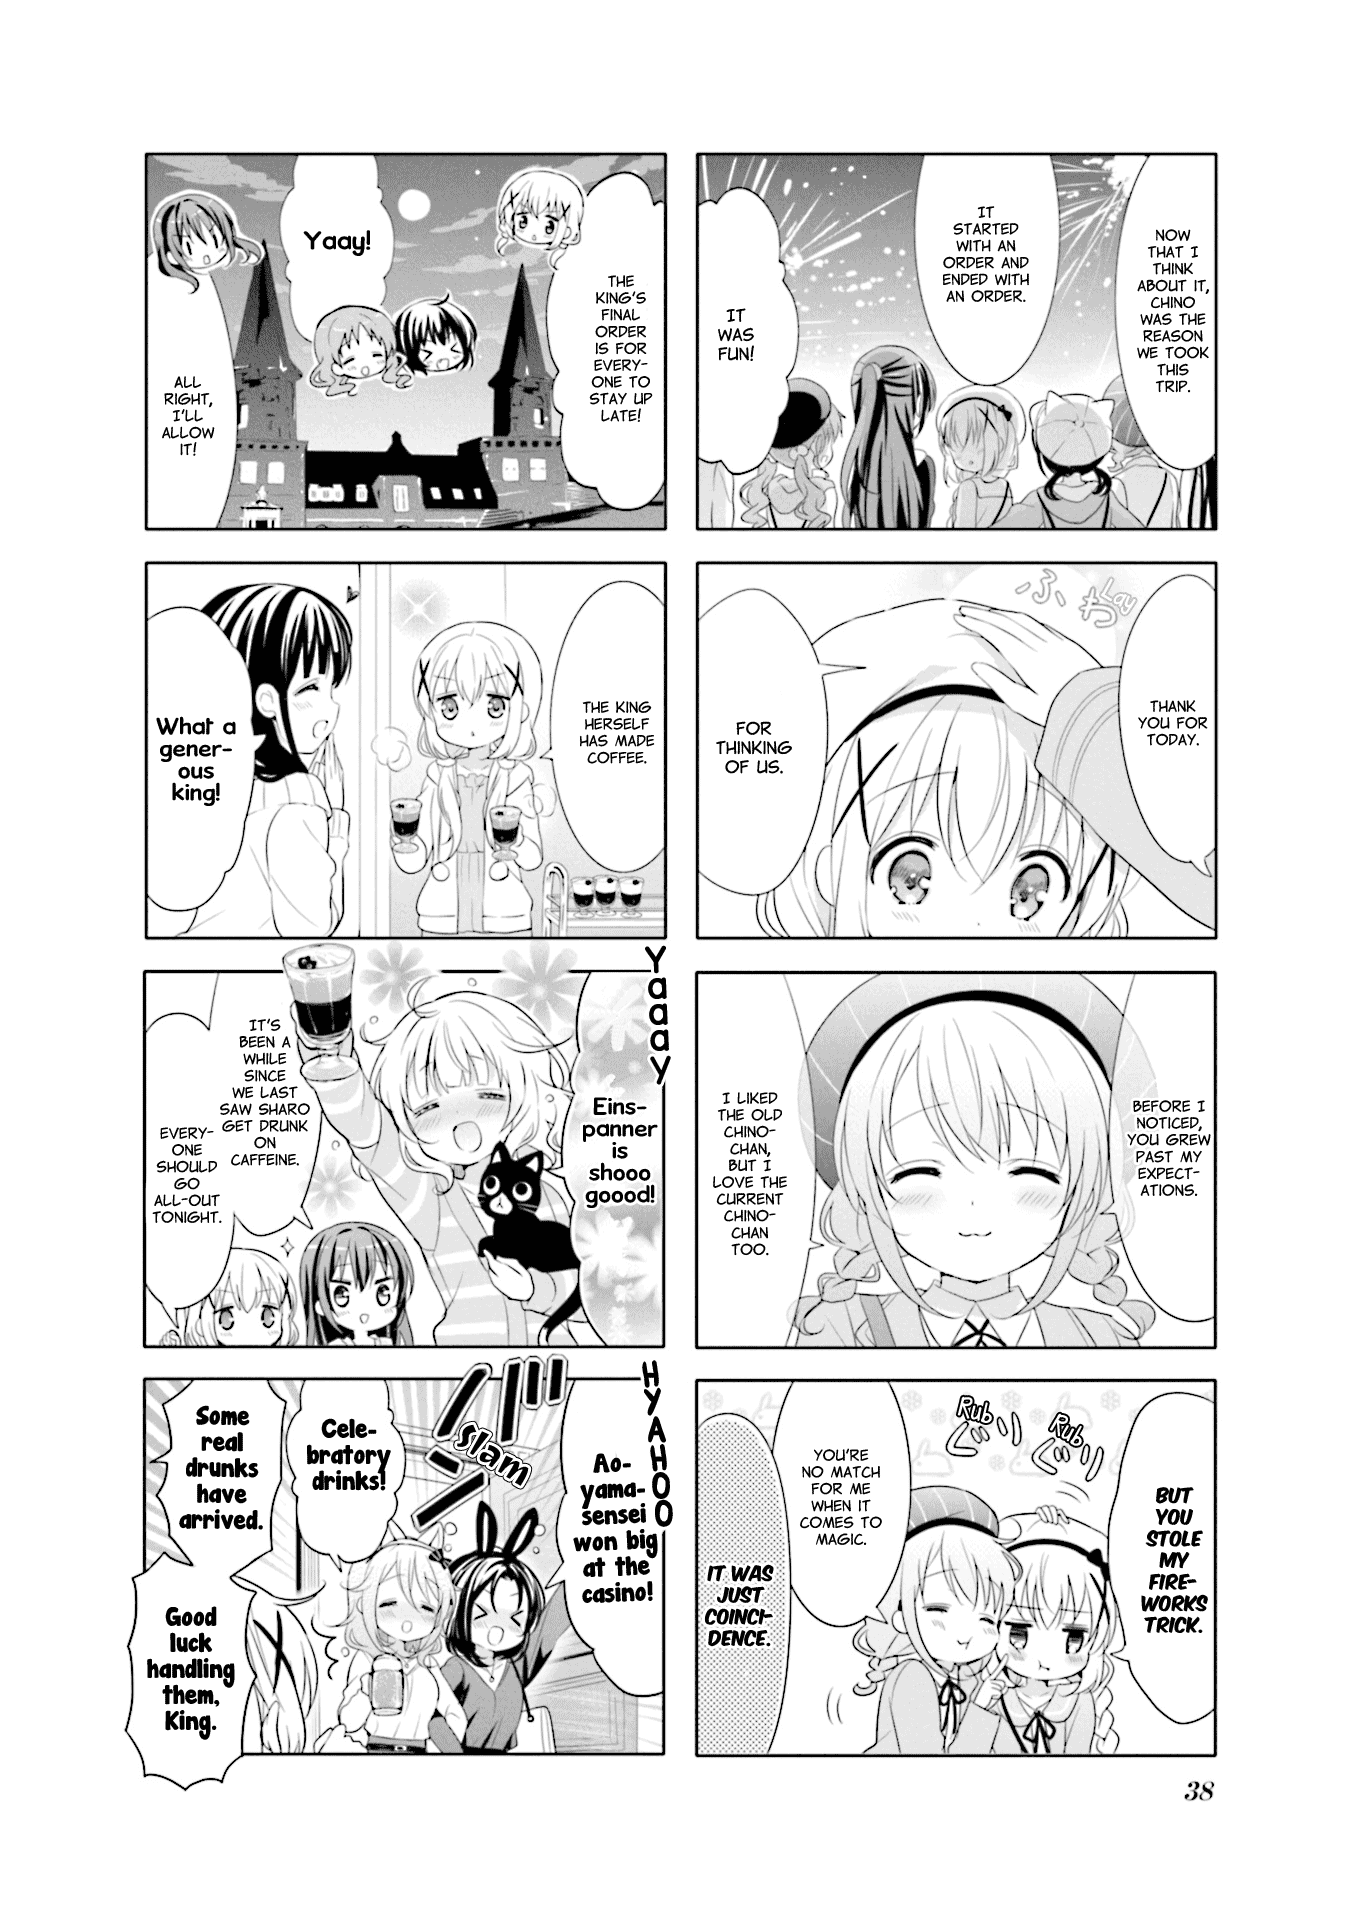 NOW
THAT I
THINK
ABOUT IT,
CHINO
WAS THE
REASON
WE TOOK
THIS
TRIP.
IT
STARTED
WITH AN
ORDER AND
ENDED WITH
AN ORDER.
IT
WAS
FUN!
ふわ
Lay
THANK
YOU FOR
TODAY.
FOR
THINKING
OF US.
BEFORE I
NOTICED,
YOU GREW
PAST MY
EXPECT-
ATIONS.
I LIKED
THE OLD
CHINO-
CHAN,
BUT I
LOVE THE
CURRENT
CHINO-
CHAN
TOO.
BUT
YOU
STOLE
MY
FIRE-
WORKS
TRICK.
ぐりぐり
Rub
Rub
YOU'RE
NO MATCH
FOR ME
WHEN IT
COMES TO
MAGIC.
IT WAS
JUST
COINCI-
DENCE.
THE
KING'S
FINAL
ORDER
IS FOR
EVERY-
ONE TO
STAY UP
LATE!
Yaay!
ALL
RIGHT,
I'LL
ALLOW
IT!
THE KING
HERSELF
HAS MADE
COFFEE.
What a
gener-
ous
king!
Yaaay
Eins-
panner
is
shooo
goood!
IT'S
BEEN A
WHILE
SINCE
WE LAST
SAW SHARO
GET DRUNK
ON
CAFFEINE.
EVERY-
ONE
SHOULD
GO
ALL-OUT
TONIGHT.
HYAHOO
Ao-
yama-
sensei
won big
at the
casino!
バーン
slam
Cele-
bratory
drinks!
Some
real
drunks
have
arrived.
Good
luck
handling
them,
King.
38